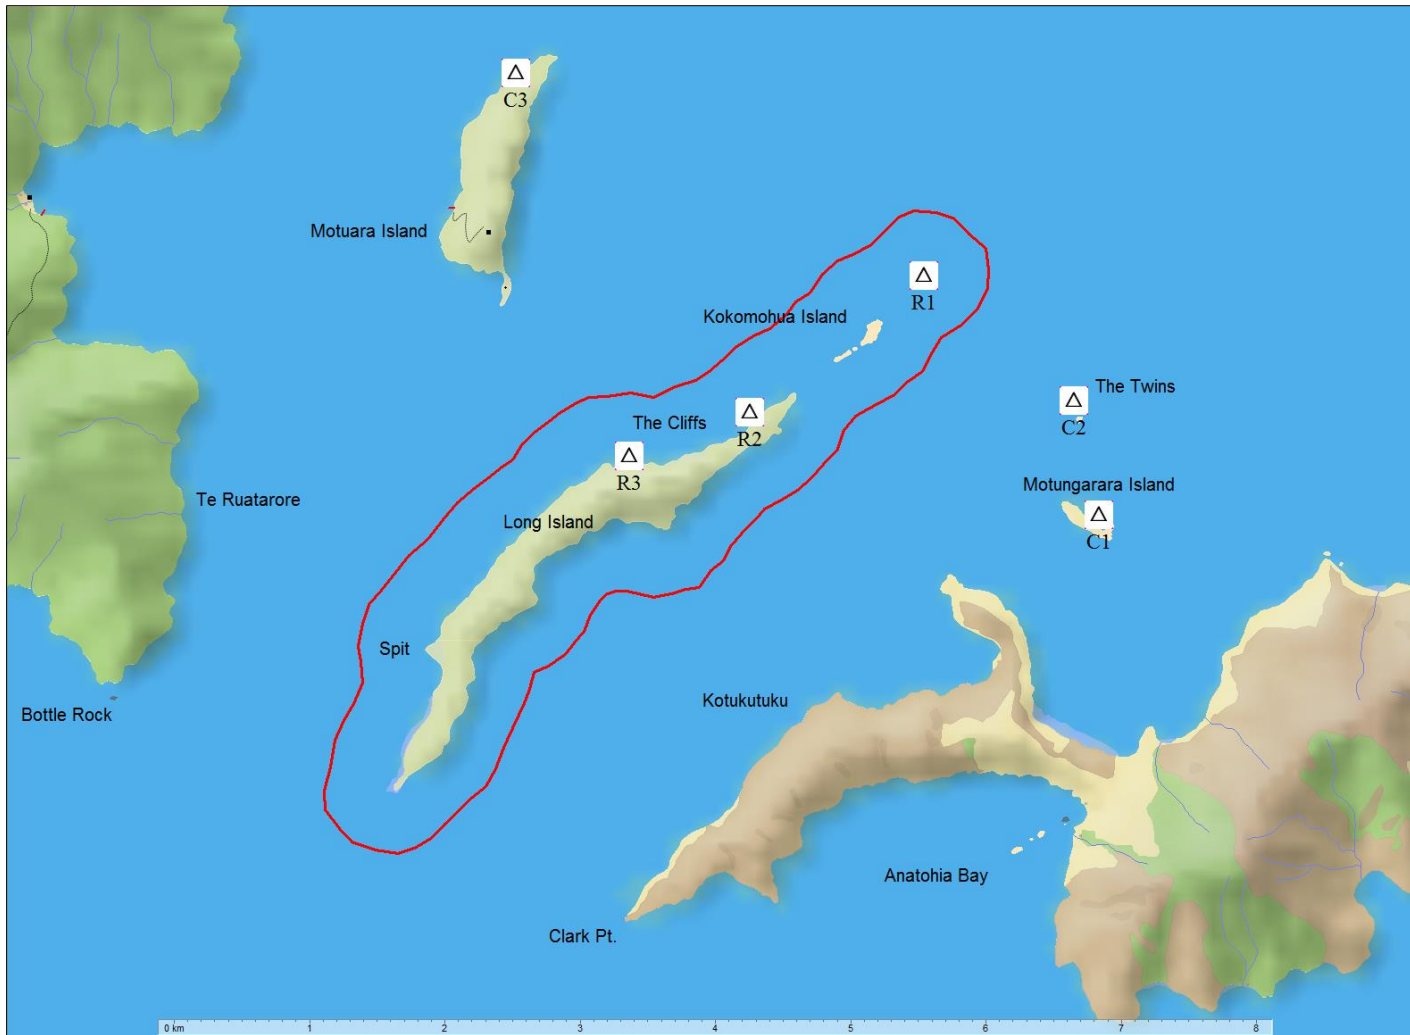 C3
Motuara Island
R1
Kokomohua Island
The Twins
C2
The Cliffs
R2
R3
Motungarara Island
C1
Te Ruatarore
Long Island
Spit
Kotukutuku
Bottle Rock
Anatohia Bay
Clark Pt.
0 km 1 2 3 4 5 6 7 8